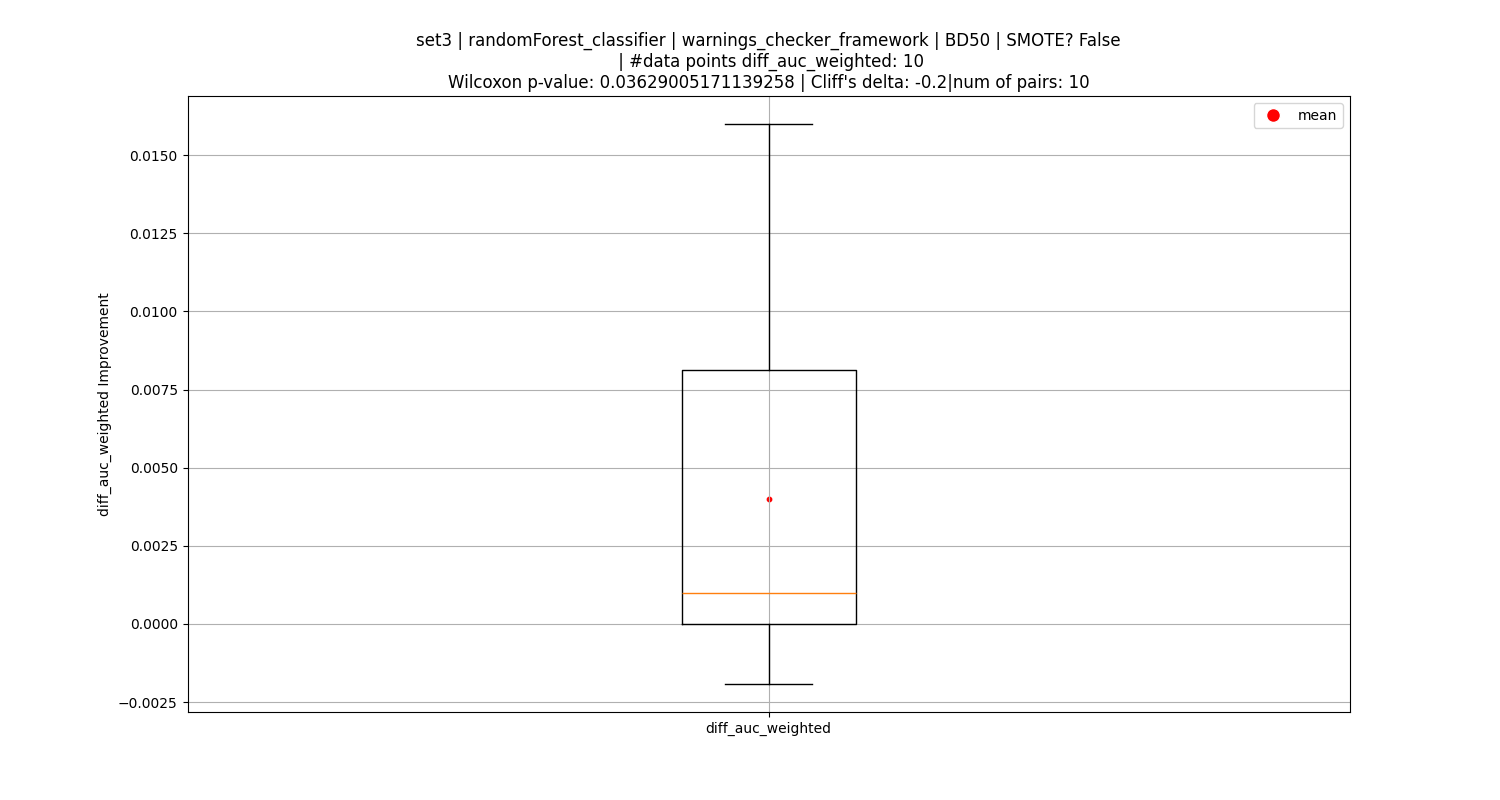 set3 | randomForest_classifier | warnings_checker_framework | BD50 | SMOTE? False
| #data points diff_auc_weighted: 10
Wilcoxon p-value: 0.03629005171139258 | Cliff's delta: -0.2|num of pairs: 10
mean
0.0150
0.0125
0.0100
0.0075
0.0050
0.0025
0.0000
−0.0025
diff_auc_weighted Improvement
diff_auc_weighted